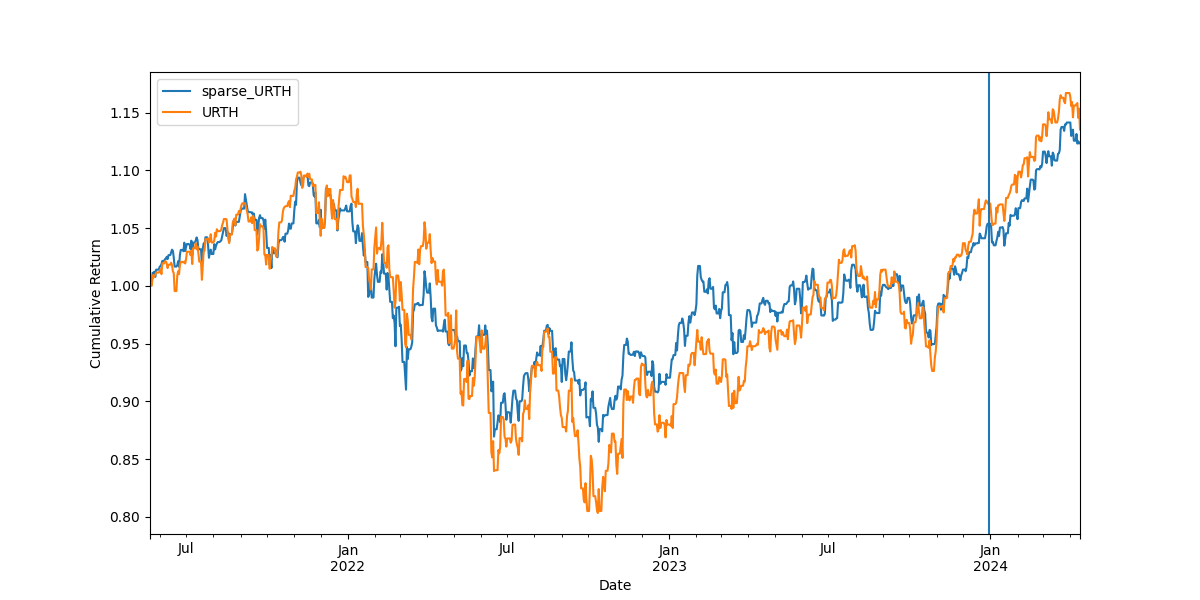 sparse_URTH
URTH
Cumulative Return
1.15
1.10
1.05
1.00
0.95
0.90
0.85
0.80
Jul
Jan
2022
Jul
Jan
2023
Jul
Jan
2024
Date